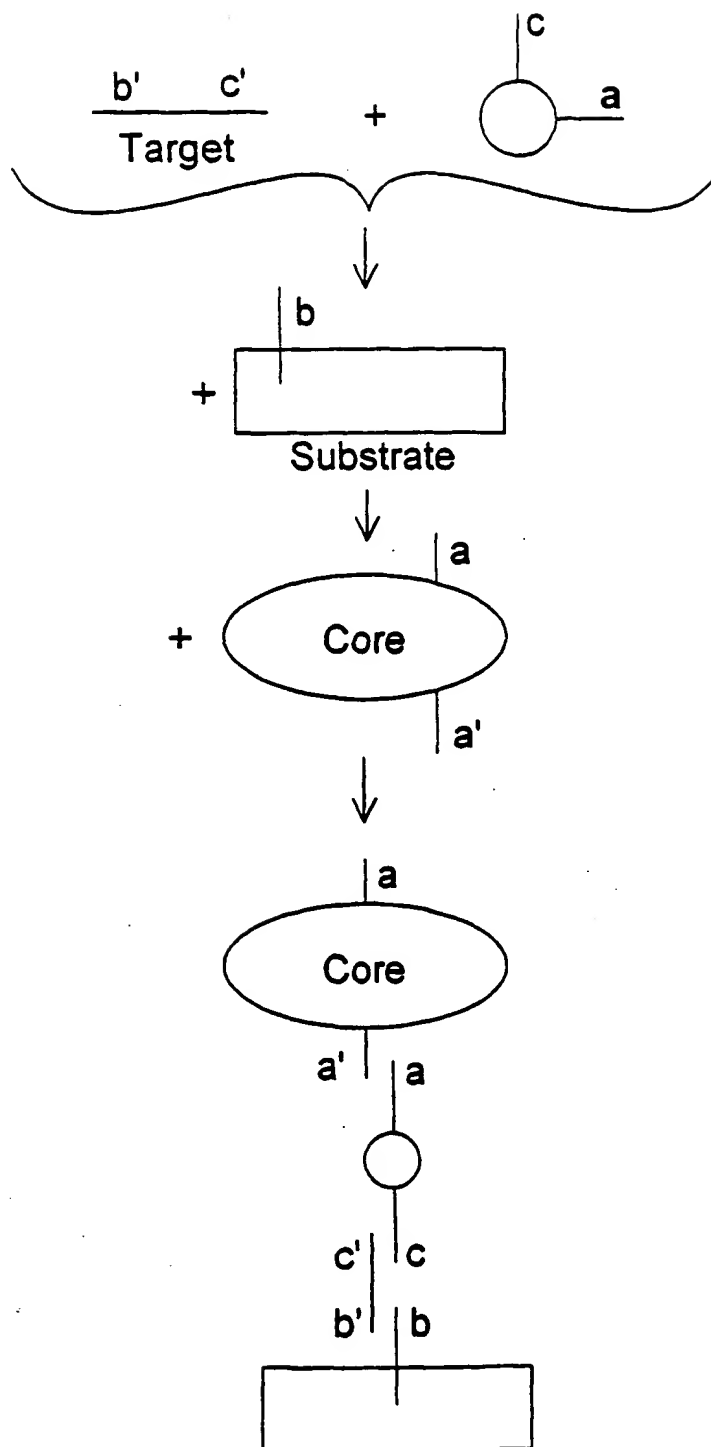 c
b' c' + a
Target
b
+
Substrate
a
+ Core
a'
a
Core
a' a
c' c
b' b